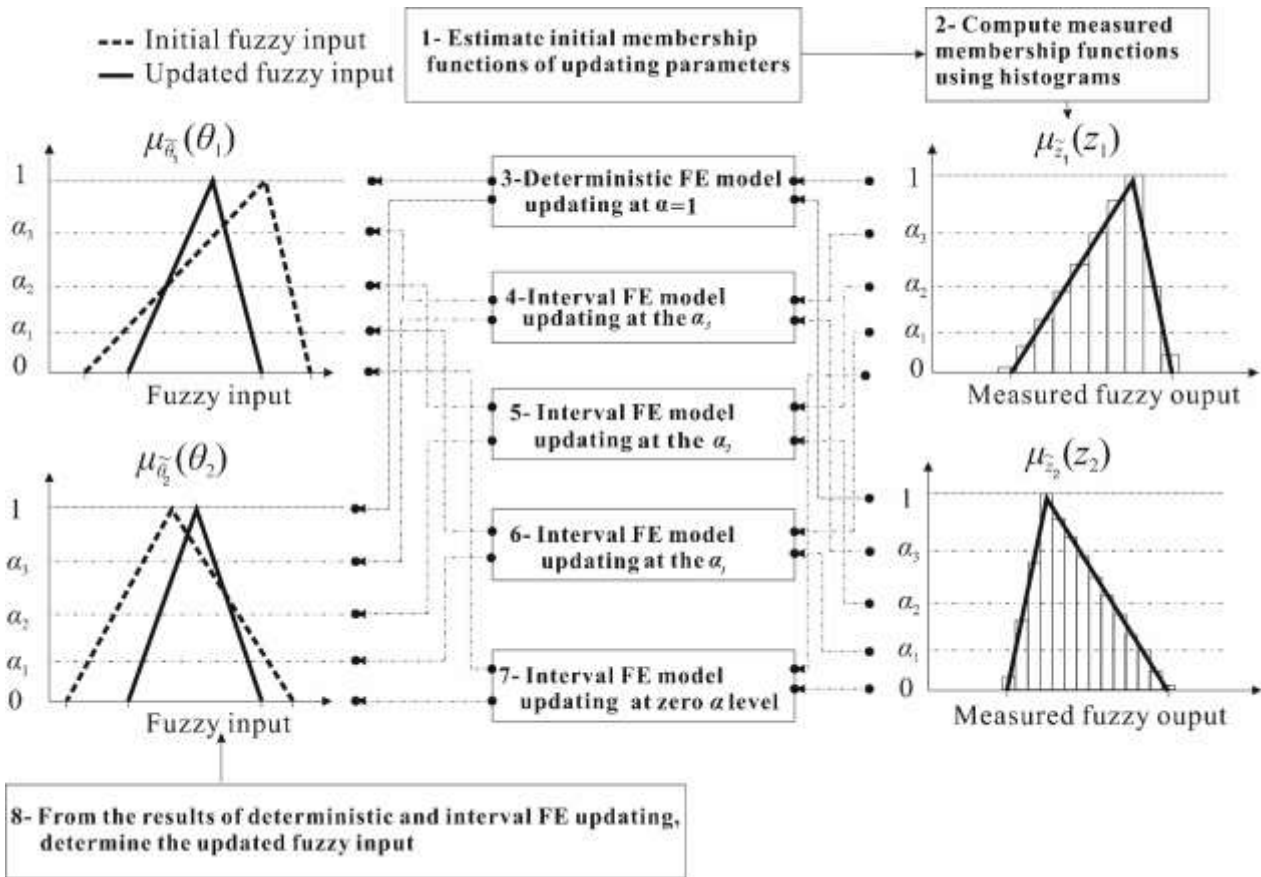 Initial fuzzy input
Updated fuzzy input
1- Estimate initial membership
functions of updating parameters
2- Compute measured
membership functions
using histograms
μ_θ̃₁(θ₁)
1
α₃
α₂
α₁
0
Fuzzy input
μ_θ̃₂(θ₂)
1
α₃
α₂
α₁
0
Fuzzy input
3-Deterministic FE model
updating at α=1
4-Interval FE model
updating at the α₃
5- Interval FE model
updating at the α₂
6- Interval FE model
updating at the α₁
7- Interval FE model
updating at zero α level
μ_z̃₁(z₁)
1
α₃
α₂
α₁
0
Measured fuzzy ouput
μ_z̃₂(z₂)
1
α₃
α₂
α₁
0
Measured fuzzy ouput
8- From the results of deterministic and interval FE updating,
determine the updated fuzzy input